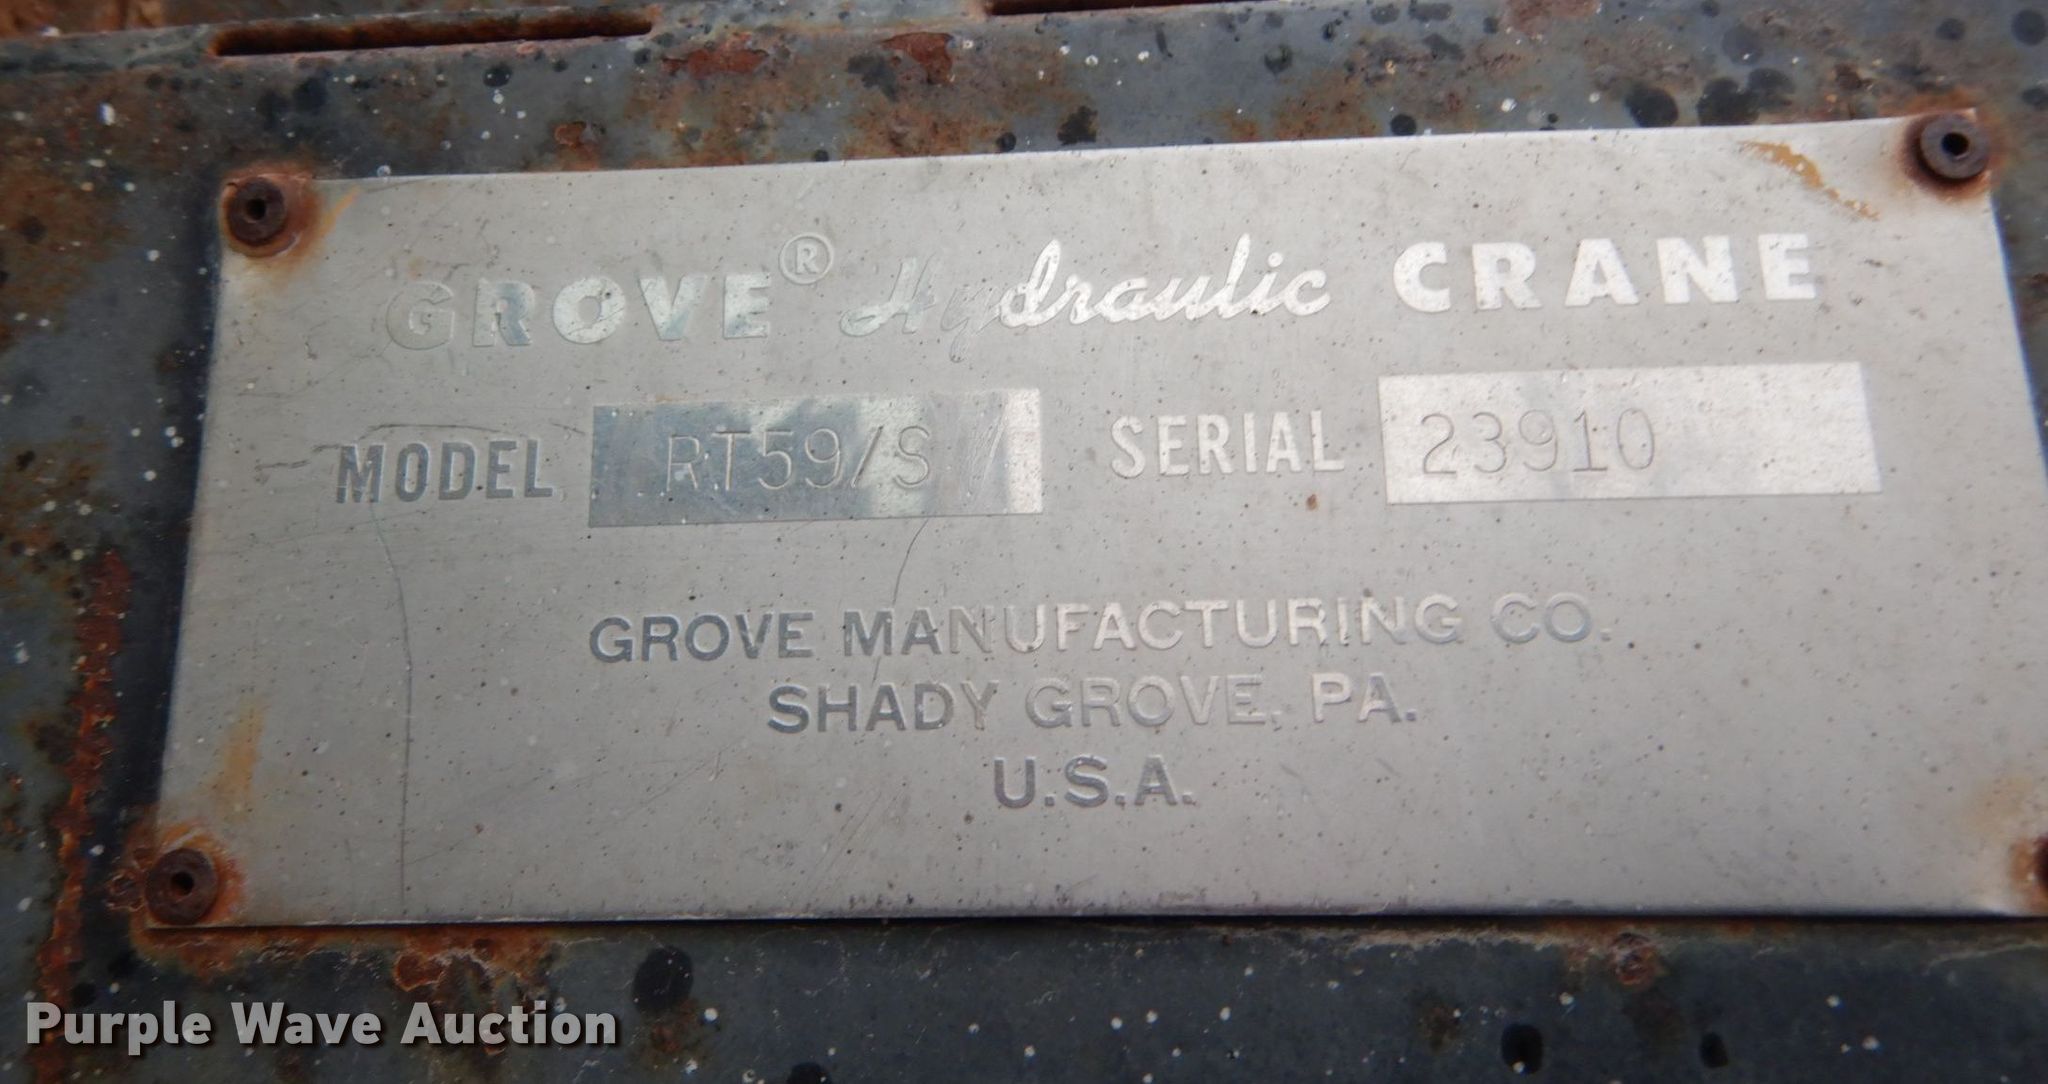 GROVE® Hydraulic CRANE
MODEL RT59/S SERIAL 23910
GROVE MANUFACTURING CO.
SHADY GROVE, PA.
U.S.A.
Purple Wave Auction